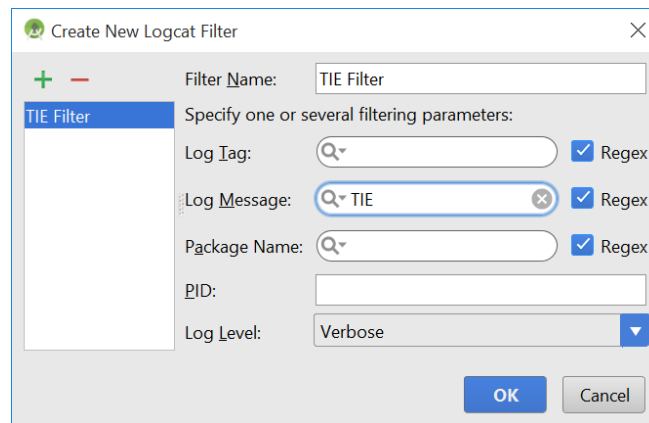 Create New Logcat Filter
Filter Name: TIE Filter
TIE Filter
Specify one or several filtering parameters:
Log Tag: Regex
Log Message: TIE Regex
Package Name: Regex
PID:
Log Level: Verbose
OK Cancel